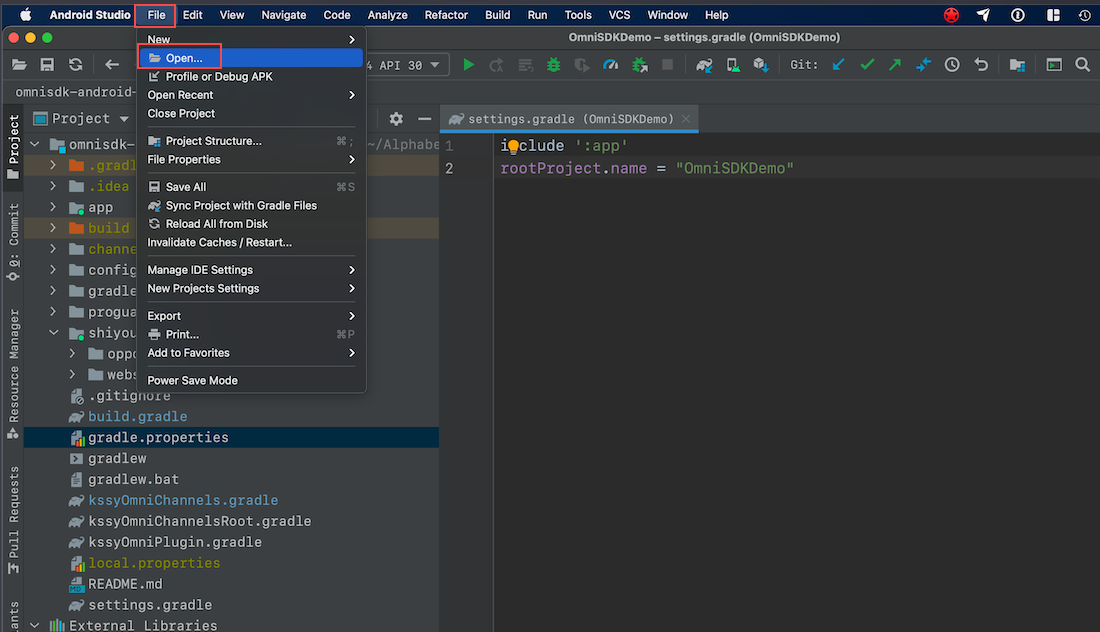 Android Studio File Edit View Navigate Code Analyze Refactor Build Run Tools VCS Window Help
OmniSDKDemo – settings.gradle (OmniSDKDemo)
4 API 30 Git:
omnisdk-android-
New
Open...
Profile or Debug APK
Open Recent
Close Project
Project Structure... ⌘ ;
File Properties
Save All ⌘S
Sync Project with Gradle Files
Reload All from Disk
Invalidate Caches / Restart...
Manage IDE Settings
New Projects Settings
Export
Print... ⌘P
Add to Favorites
Power Save Mode
Project
0: Commit
Resource Manager
Pull Requests
Project
omnisdk- ~/Alphabe
.gradl
.idea
app
build
channe
config
gradle
progua
shiyou
oppo
webs
.gitignore
build.gradle
gradle.properties
gradlew
gradlew.bat
kssyOmniChannels.gradle
kssyOmniChannelsRoot.gradle
kssyOmniPlugin.gradle
local.properties
README.md
settings.gradle
External Libraries
settings.gradle (OmniSDKDemo)
1 include ':app'
2 rootProject.name = "OmniSDKDemo"